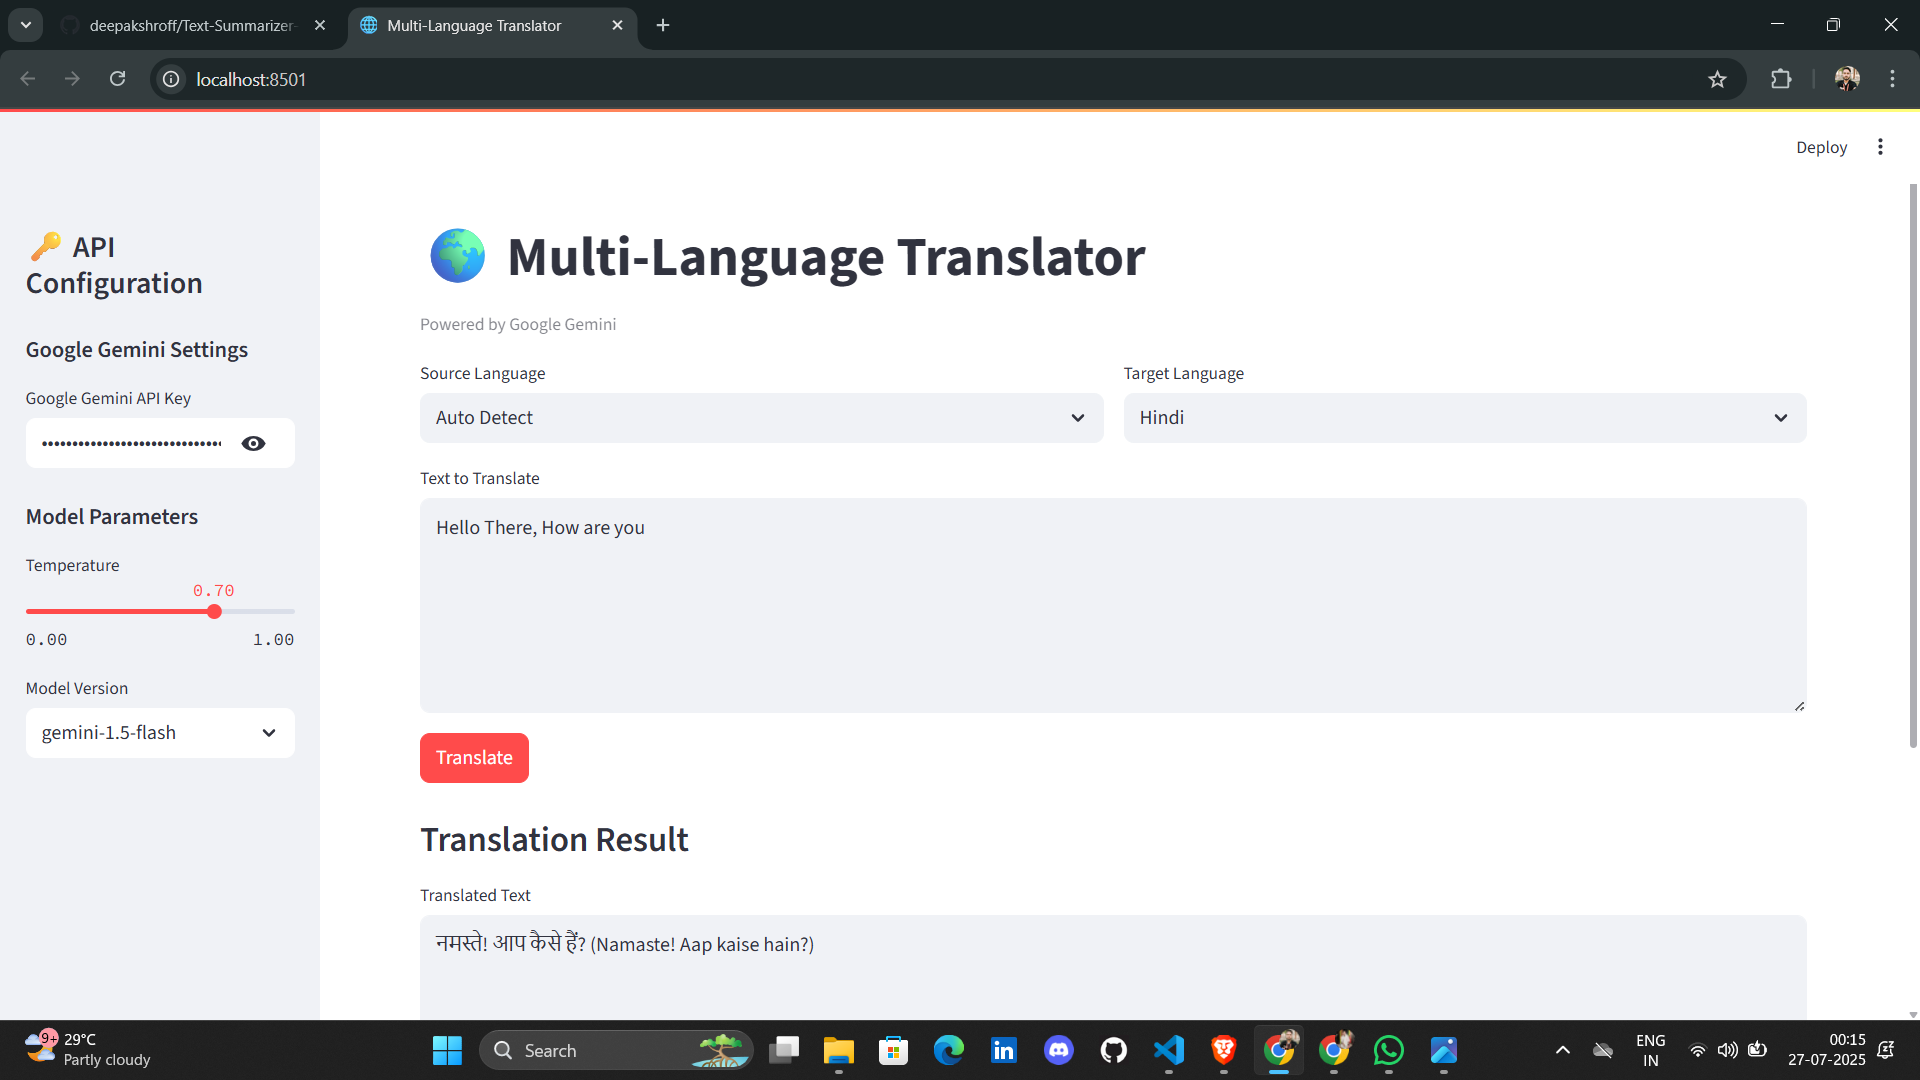 deepakshroff/Text-Summarizer-
Multi-Language Translator
localhost:8501
Deploy
API
Configuration
Google Gemini Settings
Google Gemini API Key
Model Parameters
Temperature
0.70
0.00 1.00
Model Version
gemini-1.5-flash
Multi-Language Translator
Powered by Google Gemini
Source Language
Auto Detect
Target Language
Hindi
Text to Translate
Hello There, How are you
Translate
Translation Result
Translated Text
नमस्ते! आप कैसे हैं? (Namaste! Aap kaise hain?)
9+
29°C
Partly cloudy
Search
in
ENG
IN
00:15
27-07-2025